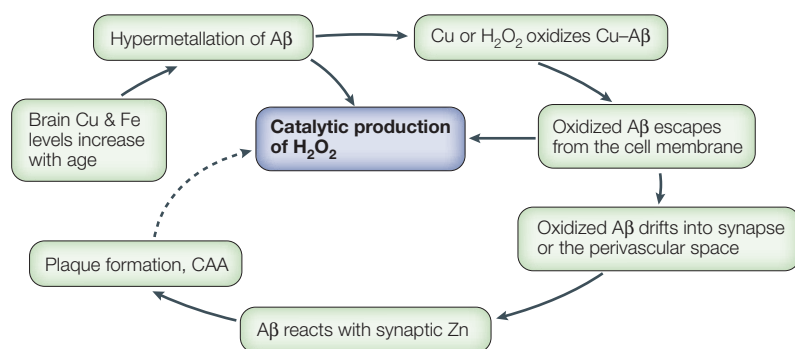 Hypermetallation of Aβ
Cu or H₂O₂ oxidizes Cu–Aβ
Brain Cu & Fe
levels increase
with age
Catalytic production
of H₂O₂
Oxidized Aβ escapes
from the cell membrane
Oxidized Aβ drifts into synapse
or the perivascular space
Plaque formation, CAA
Aβ reacts with synaptic Zn